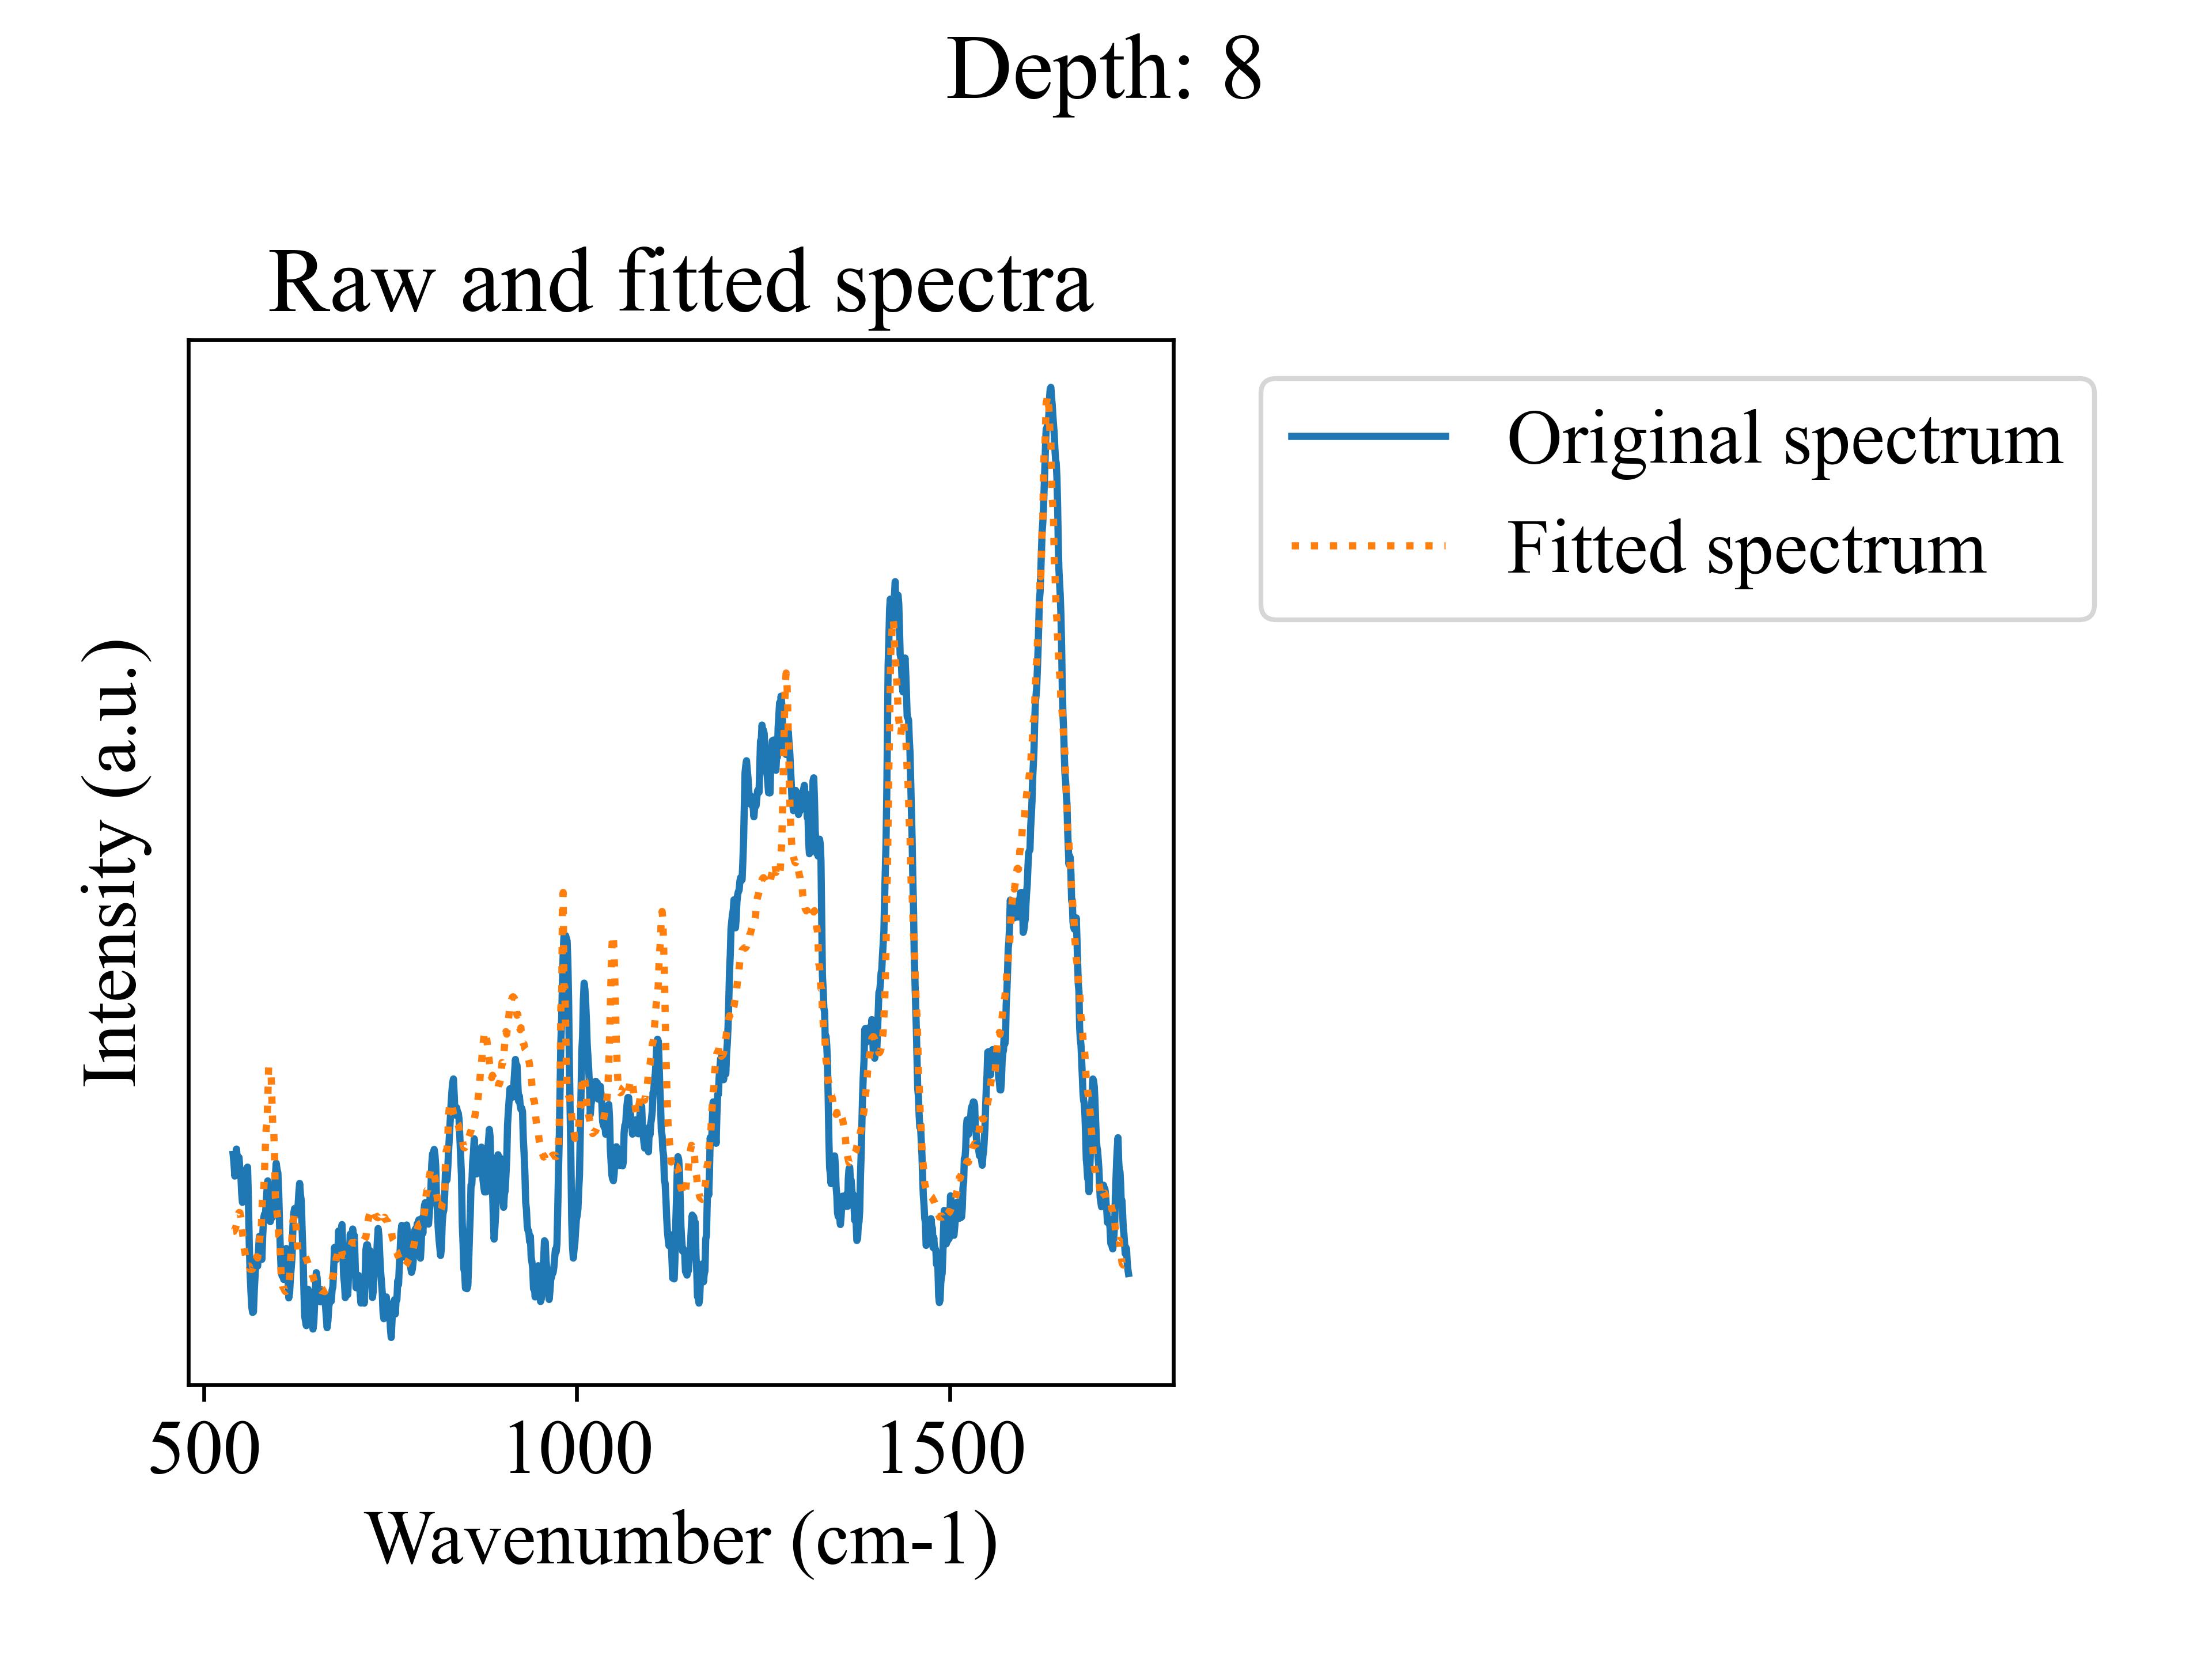 Depth: 8
Raw and fitted spectra
Original spectrum
Fitted spectrum
Intensity (a.u.)
500 1000 1500
Wavenumber (cm-1)